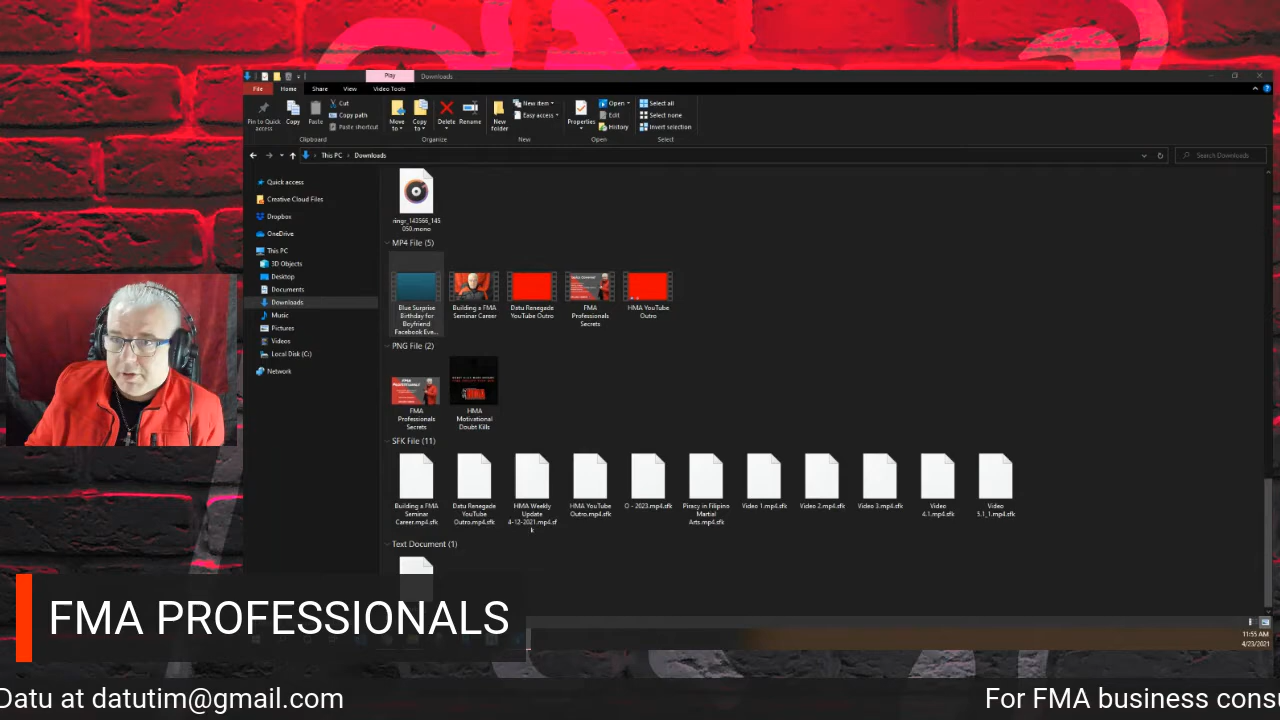 Play
Downloads
File
Home
Share
View
Video Tools
Pin to Quick access
Copy
Paste
Cut
Copy path
Paste shortcut
Clipboard
Move to
Copy to
Delete
Rename
Organize
New folder
New item
Easy access
New
Properties
Open
Edit
History
Open
Select all
Select none
Invert selection
Select
This PC
Downloads
Search Downloads
Quick access
Creative Cloud Files
Dropbox
OneDrive
This PC
3D Objects
Desktop
Documents
Downloads
Music
Pictures
Videos
Local Disk (C:)
Network
ringr_142566_145
050.mono
MP4 File (5)
Blue Surprise
Birthday for
Boyfriend
Facebook Eve...
Building a FMA
Seminar Career
Datu Renegade
YouTube Outro
FMA
Professionals
Secrets
HMA YouTube
Outro
PNG File (2)
FMA
Professionals
Secrets
HMA
Motivational
Doubt Kills
SFK File (11)
Building a FMA
Seminar
Career.mp4.sfk
Datu Renegade
YouTube
Outro.mp4.sfk
HMA Weekly
Update
4-12-2021.mp4.sf
k
HMA YouTube
Outro.mp4.sfk
O - 2023.mp4.sfk
Piracy in Filipino
Martial
Arts.mp4.sfk
Video 1.mp4.sfk
Video 2.mp4.sfk
Video 3.mp4.sfk
Video
4.1.mp4.sfk
Video
5.1_1.mp4.sfk
Text Document (1)
FMA PROFESSIONALS
11:55 AM
4/23/2021
Datu at datutim@gmail.com
For FMA business consu